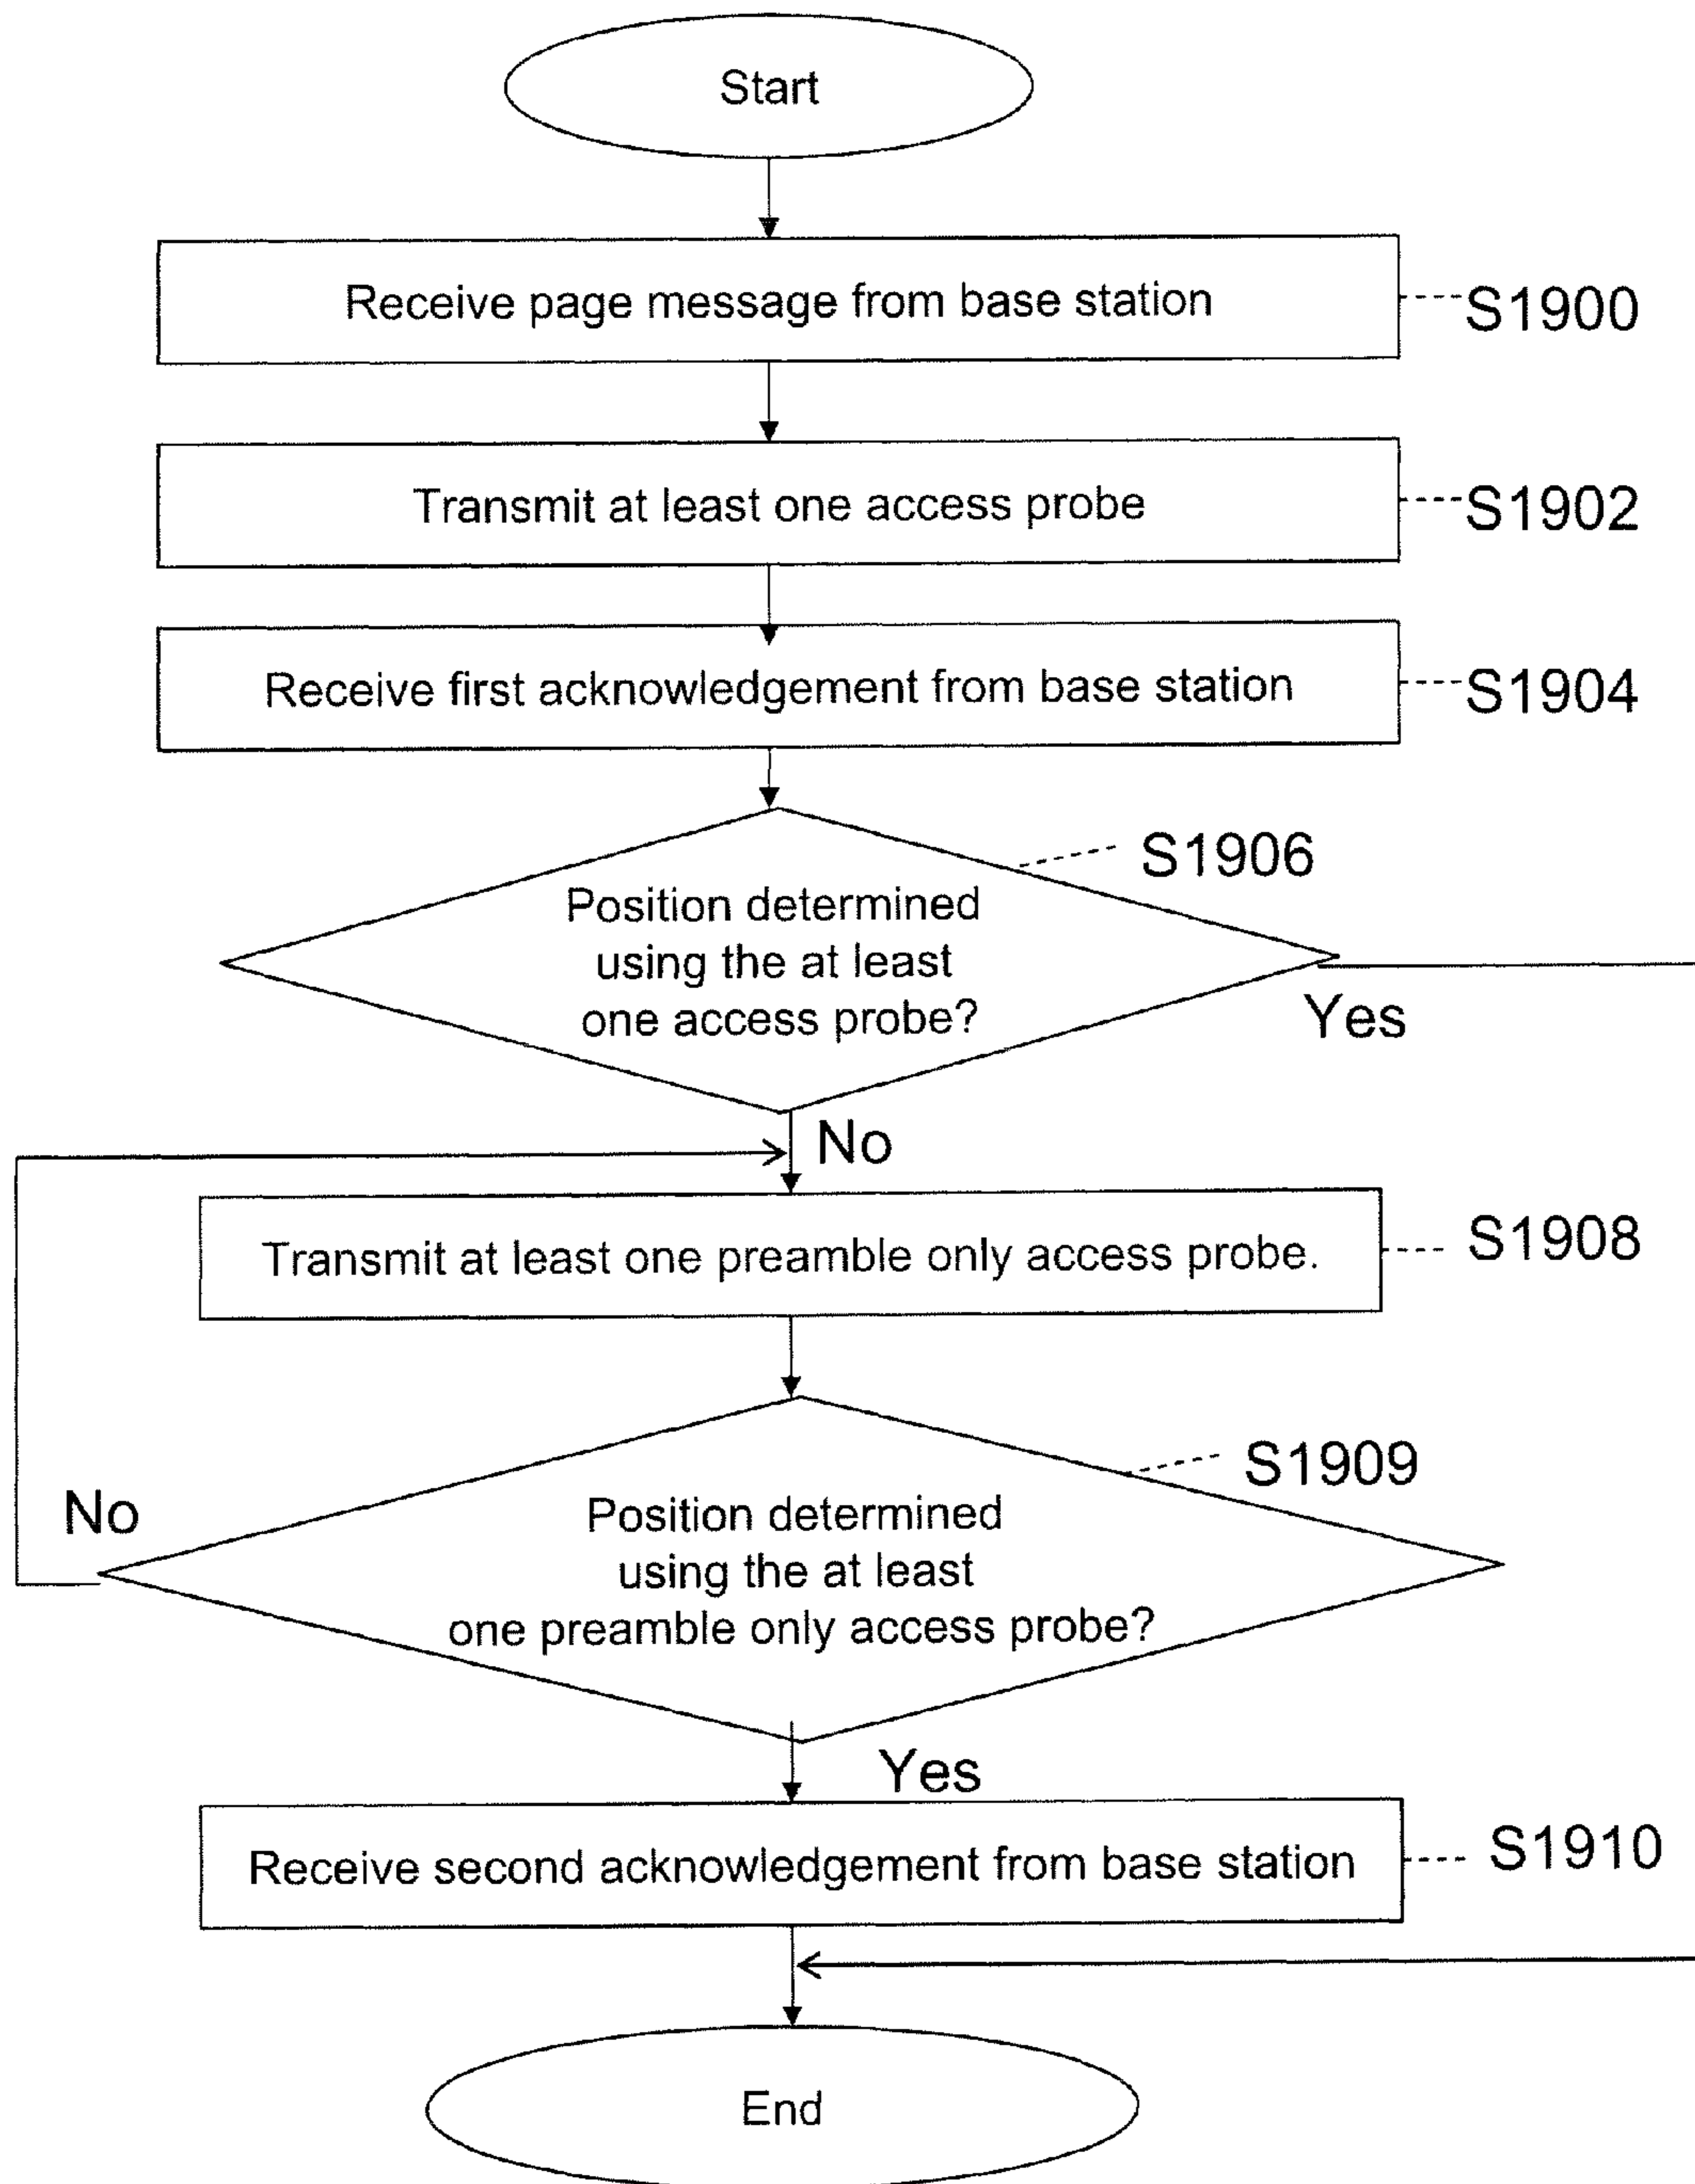 Start
Receive page message from base station
S1900
Transmit at least one access probe
S1902
Receive first acknowledgement from base station
S1904
S1906
Position determined
using the at least
one access probe?
Yes
No
Transmit at least one preamble only access probe.
S1908
S1909
No
Position determined
using the at least
one preamble only access probe?
Yes
Receive second acknowledgement from base station
S1910
End